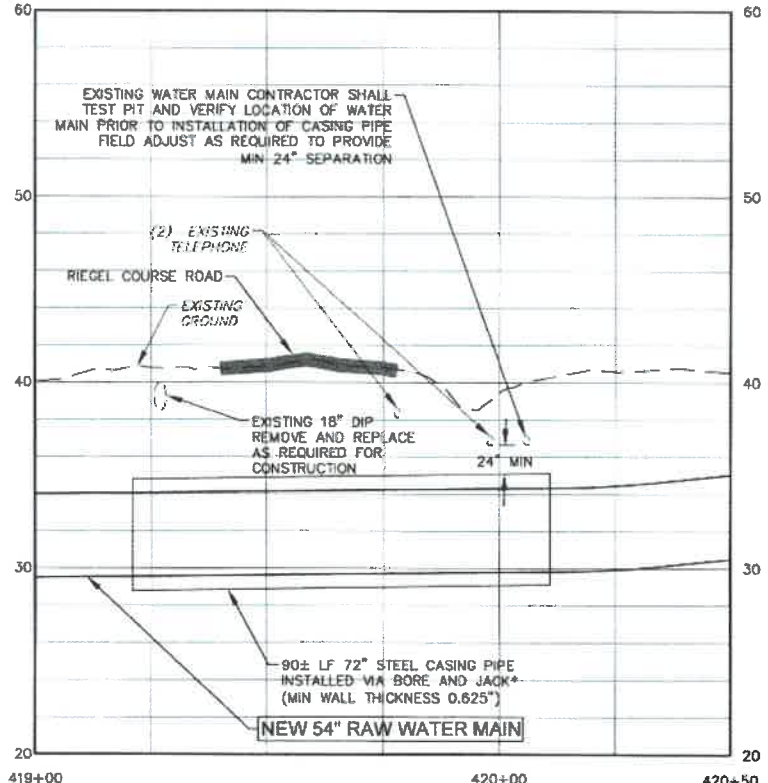 60
60
EXISTING WATER MAIN CONTRACTOR SHALL
TEST PIT AND VERIFY LOCATION OF WATER
MAIN PRIOR TO INSTALLATION OF CASING PIPE
FIELD ADJUST AS REQUIRED TO PROVIDE
MIN 24" SEPARATION
50
50
(2) EXISTING
TELEPHONE
RIEGEL COURSE ROAD
EXISTING
GROUND
40
40
EXISTING 18" DIP
REMOVE AND REPLACE
AS REQUIRED FOR
CONSTRUCTION
24" MIN
30
30
90± LF 72" STEEL CASING PIPE
INSTALLED VIA BORE AND JACK*
(MIN WALL THICKNESS 0.625")
NEW 54" RAW WATER MAIN
20
20
419+00
420+00
420+50